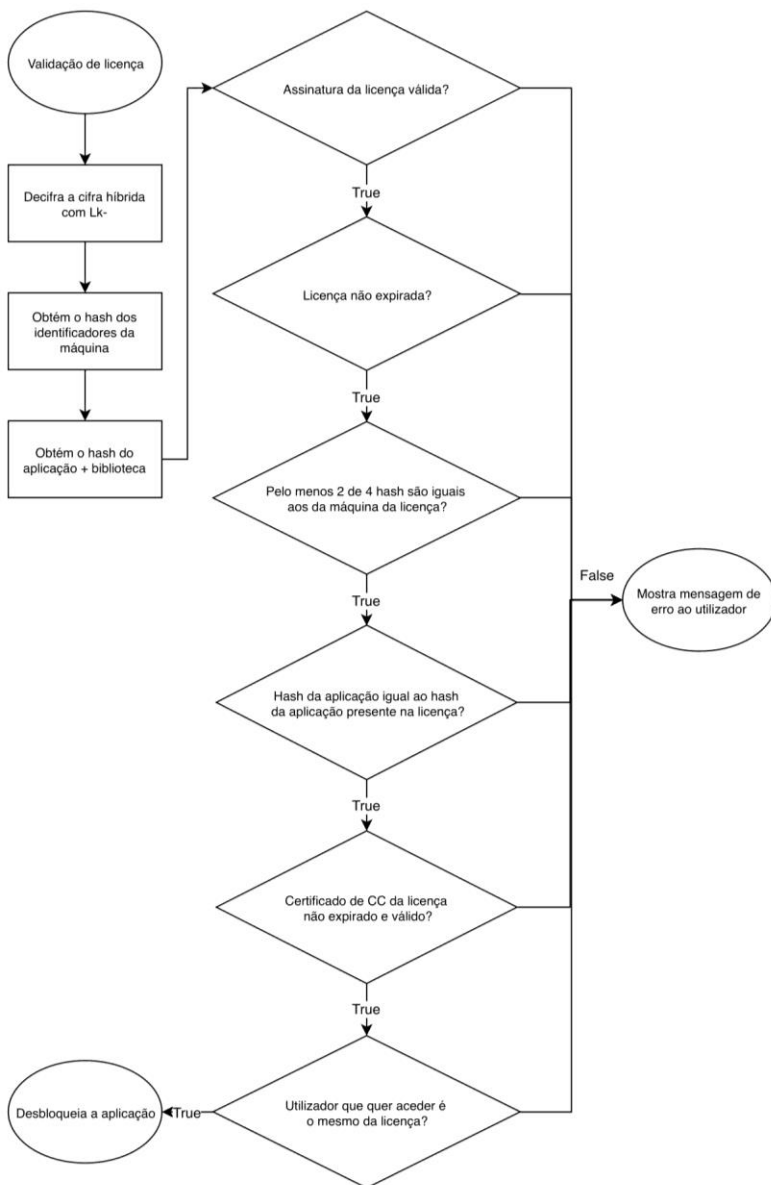 Validação de licença
Decifra a cifra híbrida
com Lk-
Obtém o hash dos
identificadores da
máquina
Obtém o hash do
aplicação + biblioteca
Assinatura da licença válida?
True
Licença não expirada?
True
Pelo menos 2 de 4 hash são iguais
aos da máquina da licença?
True
Hash da aplicação igual ao hash
da aplicação presente na licença?
True
Certificado de CC da licença
não expirado e válido?
True
Utilizador que quer aceder é
o mesmo da licença?
True
Desbloqueia a aplicação
False
Mostra mensagem de
erro ao utilizador